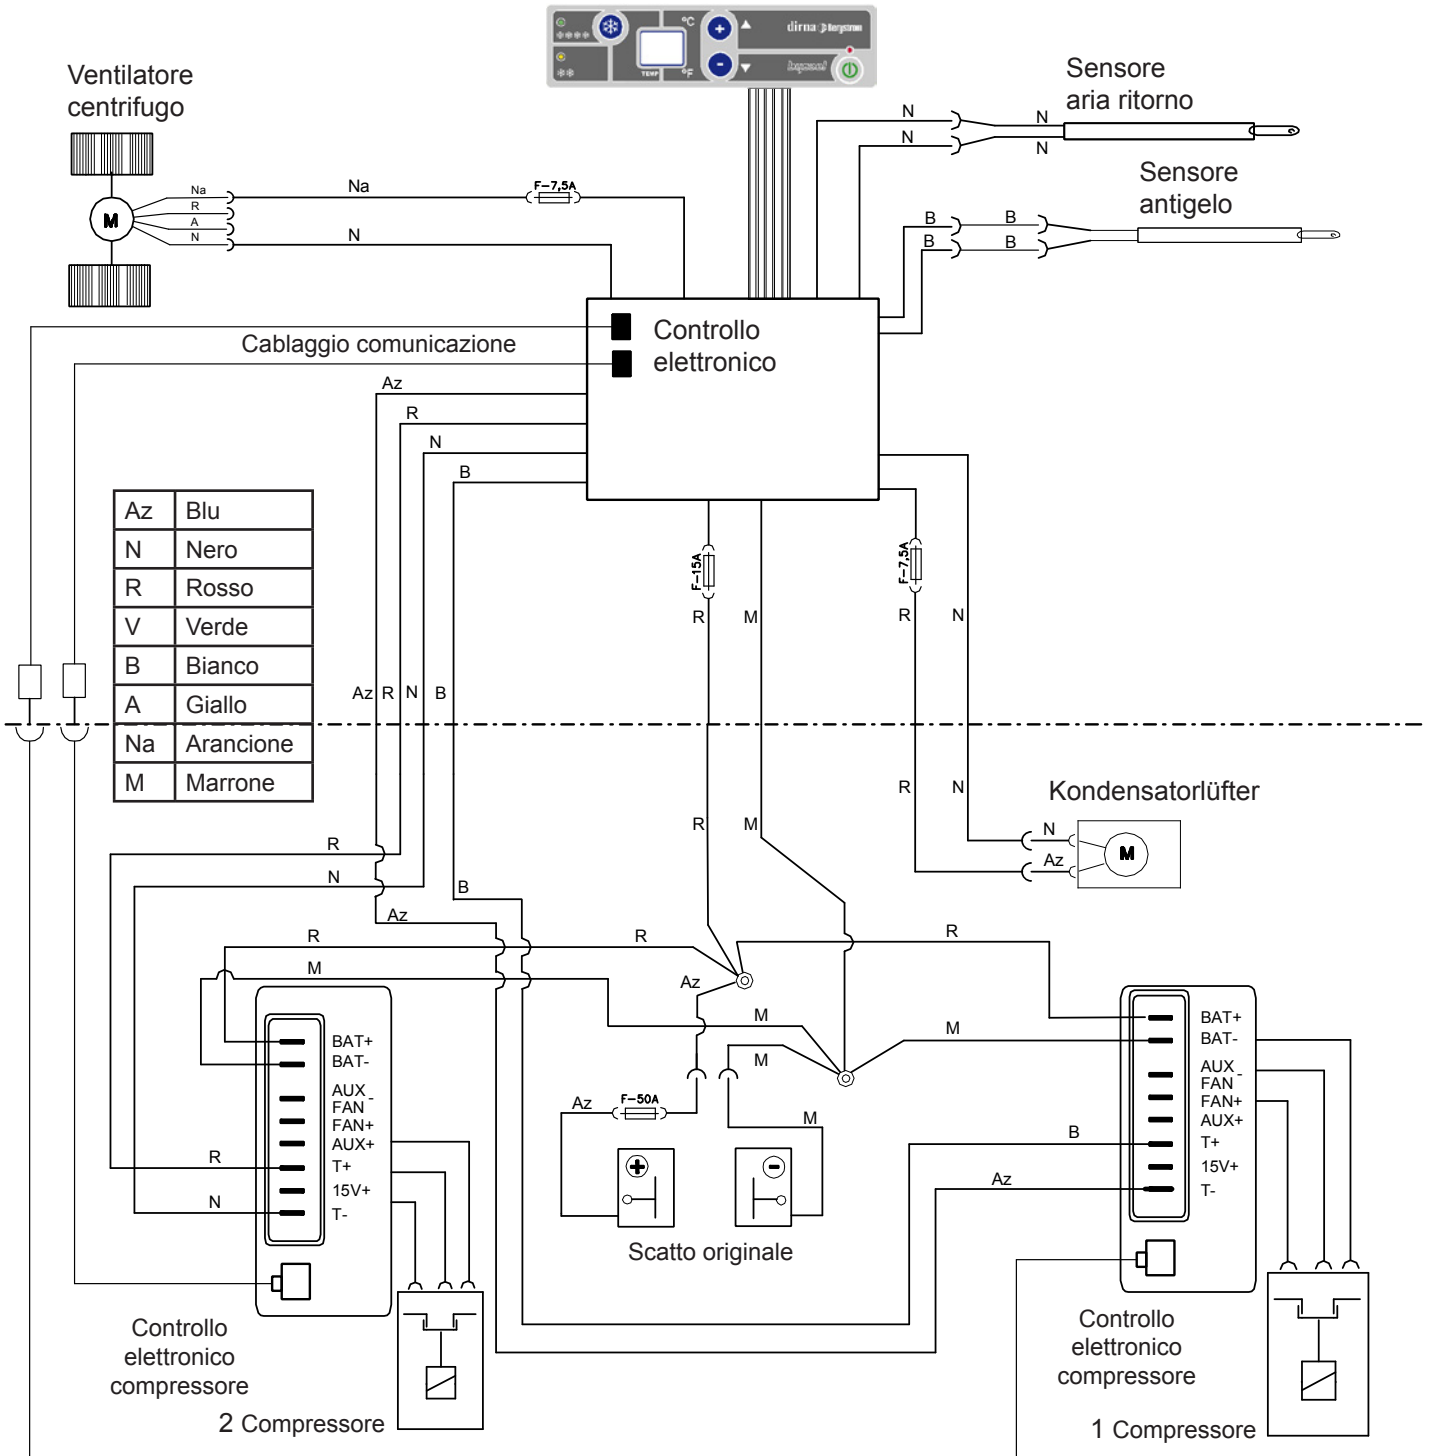 °C
dirna Bergstrom
TEMP
°F
Ventilatore
centrifugo
Sensore
aria ritorno
N
N
N
N
Sensore
antigelo
Na
R
A
N
Na
F-7,5A
N
M
B
B
B
B
Cablaggio comunicazione
Controllo
elettronico
Az
R
N
B
Az Blu
N Nero
R Rosso
V Verde
B Bianco
A Giallo
Na Arancione
M Marrone
F-15A
F-7,5A
R
M
R
N
Az
R
N
B
R
N
Kondensatorlüfter
R
M
N
Az
M
R
N
B
Az
R
R
R
M
Az
M
M
M
BAT+
BAT-
AUX
FAN -
FAN+
AUX+
T+
15V+
T-
R
N
BAT+
BAT-
AUX
FAN -
FAN+
AUX+
T+
15V+
T-
B
Az
Az
F-50A
M
+
-
Scatto originale
Controllo
elettronico
compressore
2 Compressore
Controllo
elettronico
compressore
1 Compressore